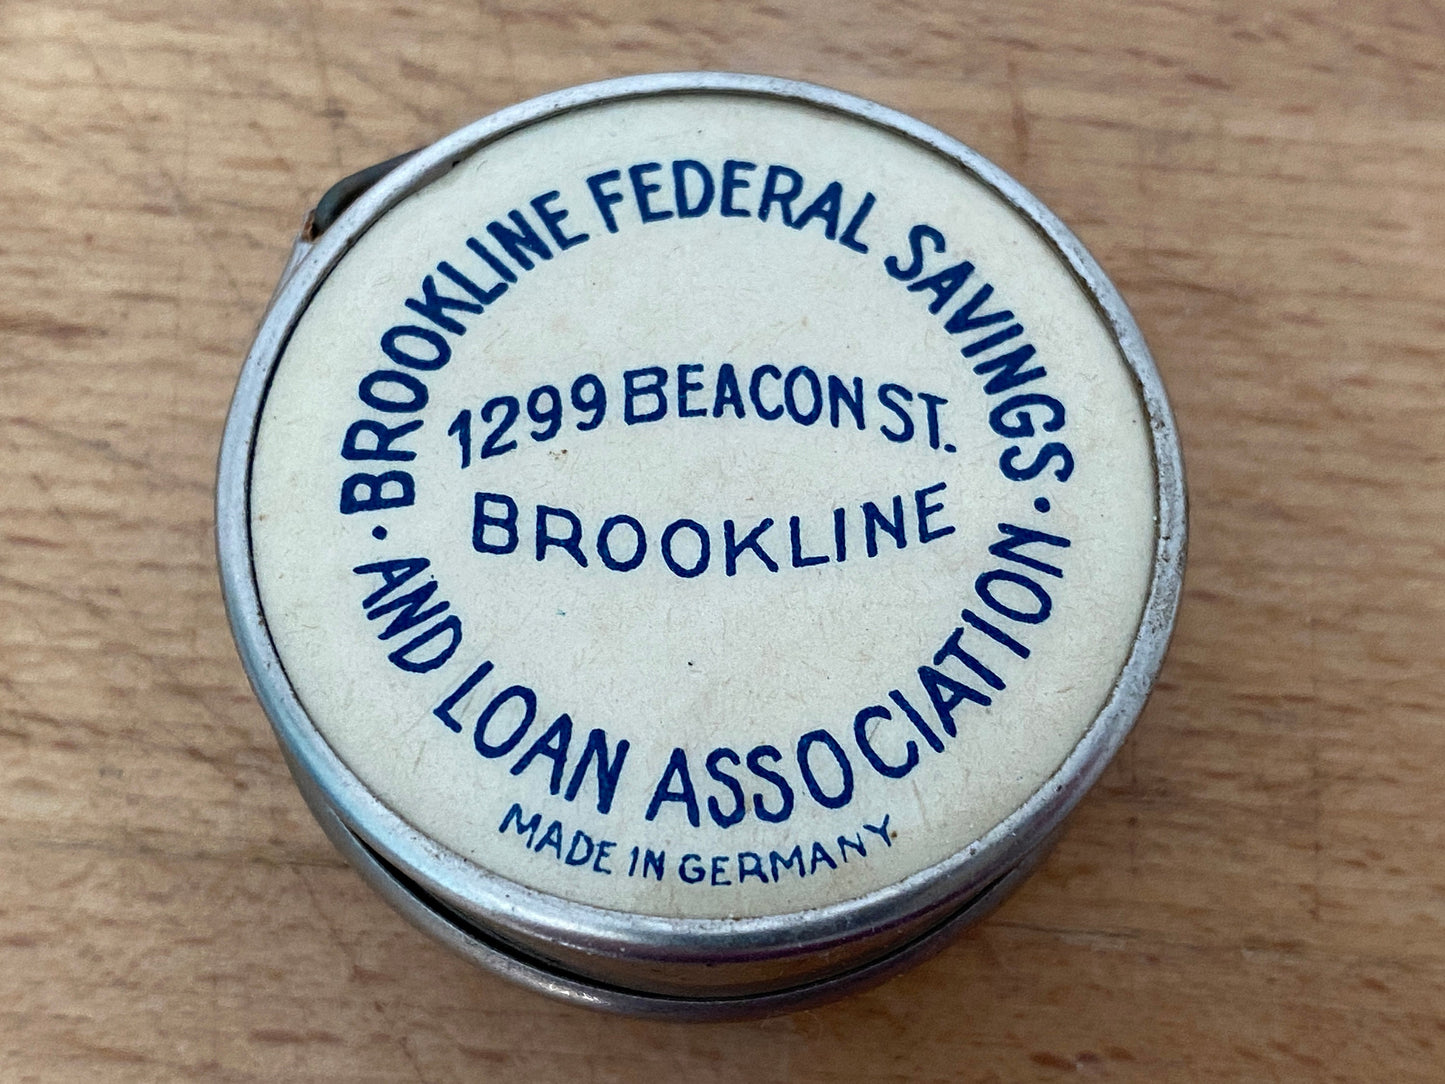 · BROOKLINE FEDERAL SAVINGS ·
AND LOAN ASSOCIATION
1299 BEACON ST.
BROOKLINE
MADE IN GERMANY